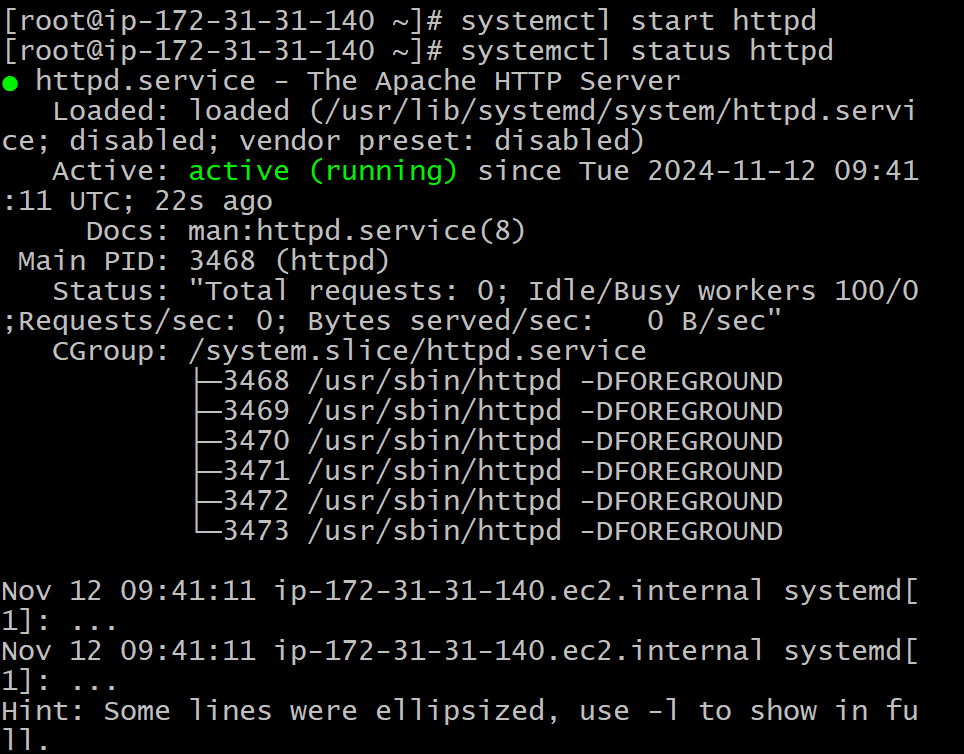 [root@ip-172-31-31-140 ~]# systemctl start httpd
[root@ip-172-31-31-140 ~]# systemctl status httpd
● httpd.service - The Apache HTTP Server
   Loaded: loaded (/usr/lib/systemd/system/httpd.servi
ce; disabled; vendor preset: disabled)
   Active: active (running) since Tue 2024-11-12 09:41
:11 UTC; 22s ago
     Docs: man:httpd.service(8)
 Main PID: 3468 (httpd)
   Status: "Total requests: 0; Idle/Busy workers 100/0
;Requests/sec: 0; Bytes served/sec:   0 B/sec"
   CGroup: /system.slice/httpd.service
           ├─3468 /usr/sbin/httpd -DFOREGROUND
           ├─3469 /usr/sbin/httpd -DFOREGROUND
           ├─3470 /usr/sbin/httpd -DFOREGROUND
           ├─3471 /usr/sbin/httpd -DFOREGROUND
           ├─3472 /usr/sbin/httpd -DFOREGROUND
           └─3473 /usr/sbin/httpd -DFOREGROUND

Nov 12 09:41:11 ip-172-31-31-140.ec2.internal systemd[
1]: ...
Nov 12 09:41:11 ip-172-31-31-140.ec2.internal systemd[
1]: ...
Hint: Some lines were ellipsized, use -l to show in fu
ll.